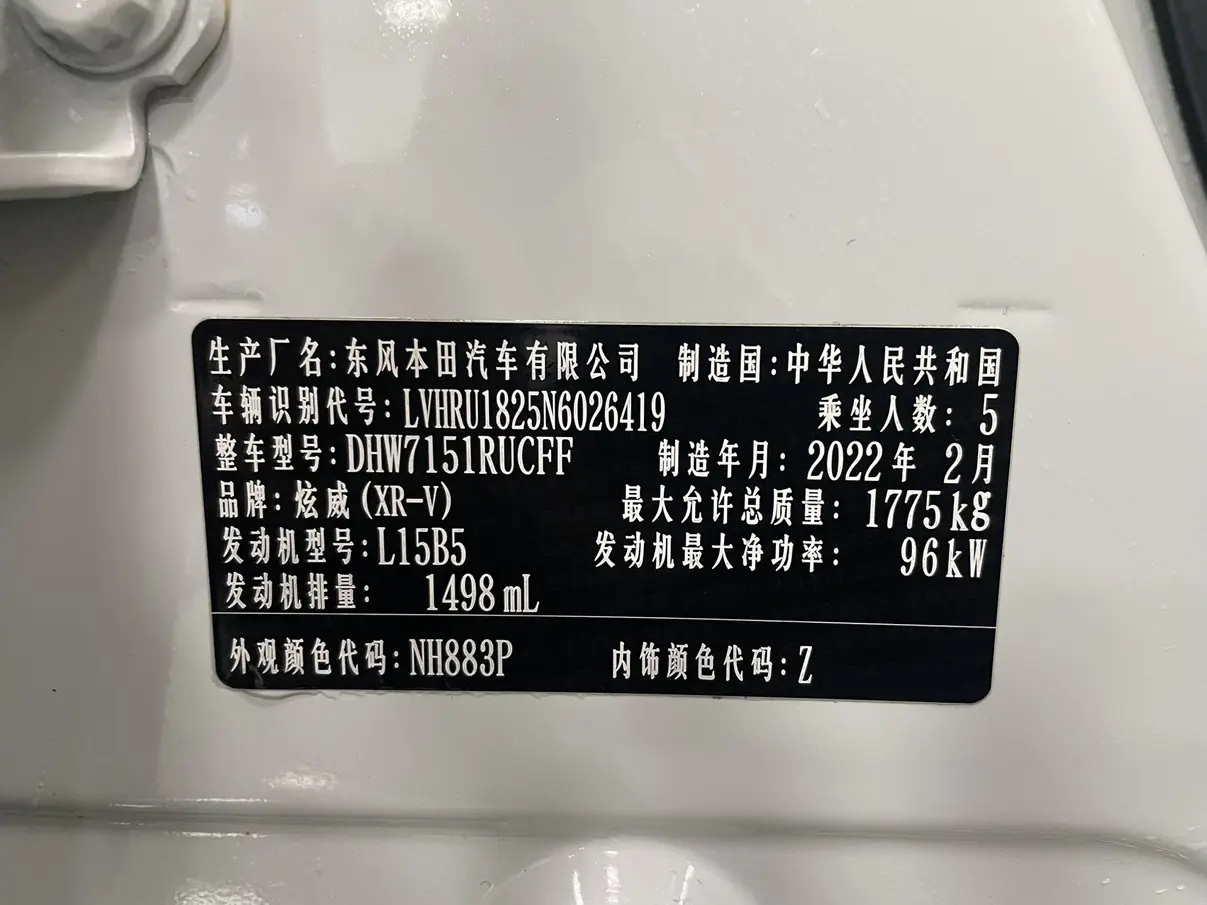 生产厂名:东风本田汽车有限公司 制造国:中华人民共和国
车辆识别代号:LVHRU1825N6026419 乘坐人数: 5
整车型号:DHW7151RUCFF 制造年月: 2022年 2月
品牌: 炫威(XR-V) 最大允许总质量: 1775kg
发动机型号:L15B5 发动机最大净功率: 96kW
发动机排量: 1498mL
外观颜色代码:NH883P 内饰颜色代码:Z